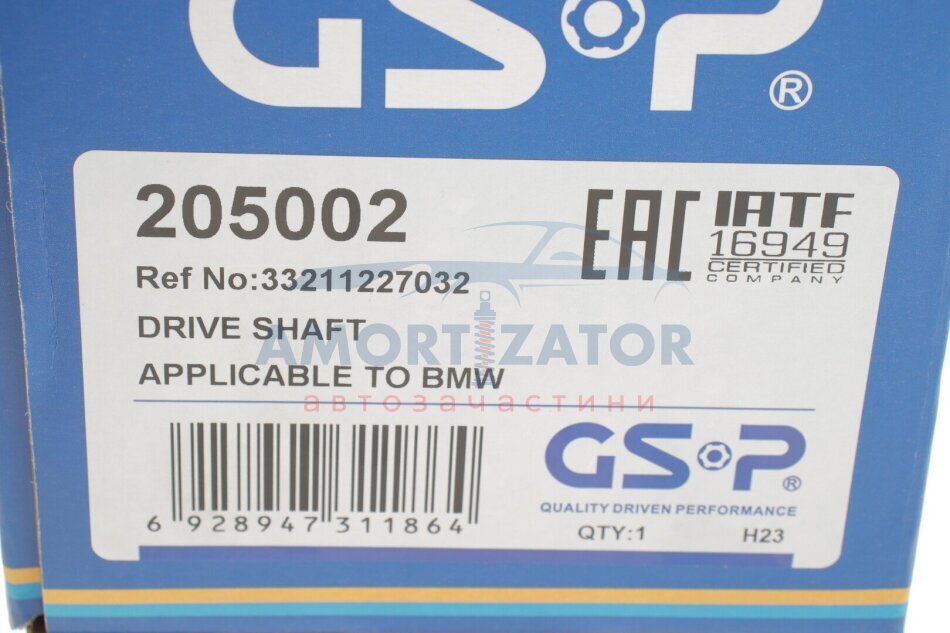 GSP ®
205002
Ref No:33211227032
DRIVE SHAFT
APPLICABLE TO BMW
EAC
IATF
16949
CERTIFIED
COMPANY
AMORTIZATOR
автозачастини
6 928947 311864
GSP ®
QUALITY DRIVEN PERFORMANCE
QTY:1 H23